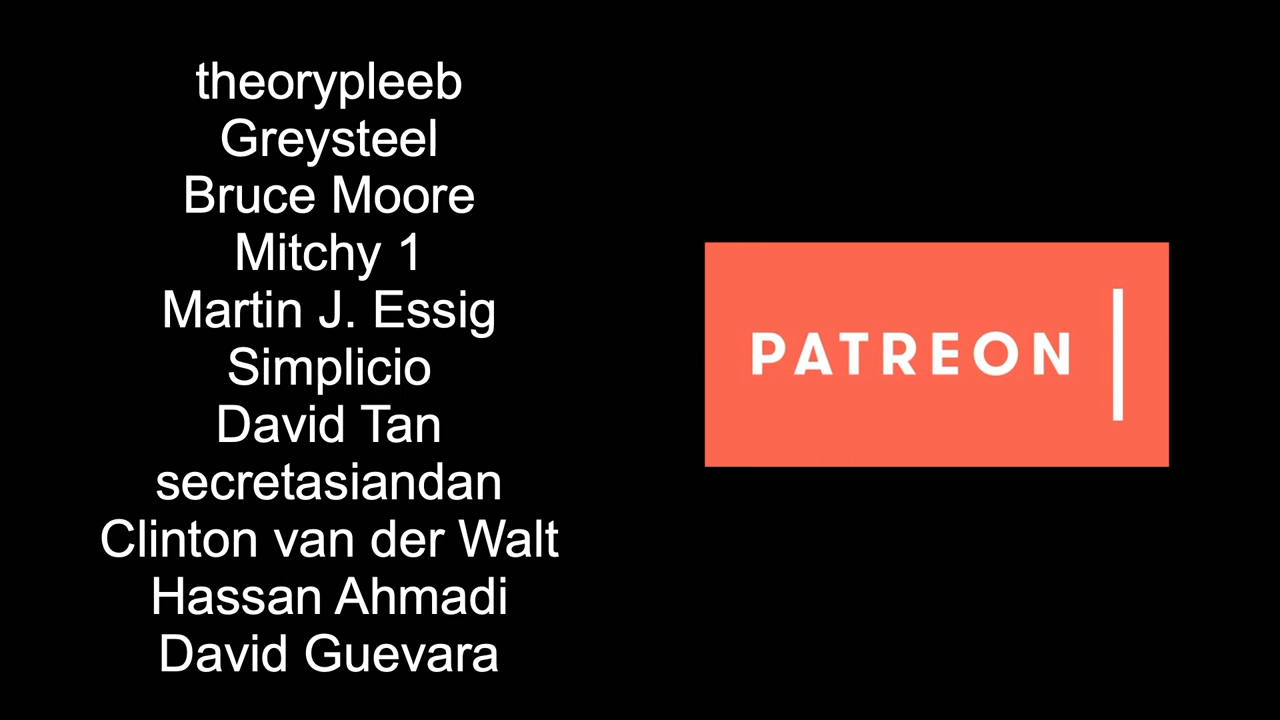 theorypleeb
Greysteel
Bruce Moore
Mitchy 1
Martin J. Essig
Simplicio
David Tan
secretasiandan
Clinton van der Walt
Hassan Ahmadi
David Guevara
PATREON